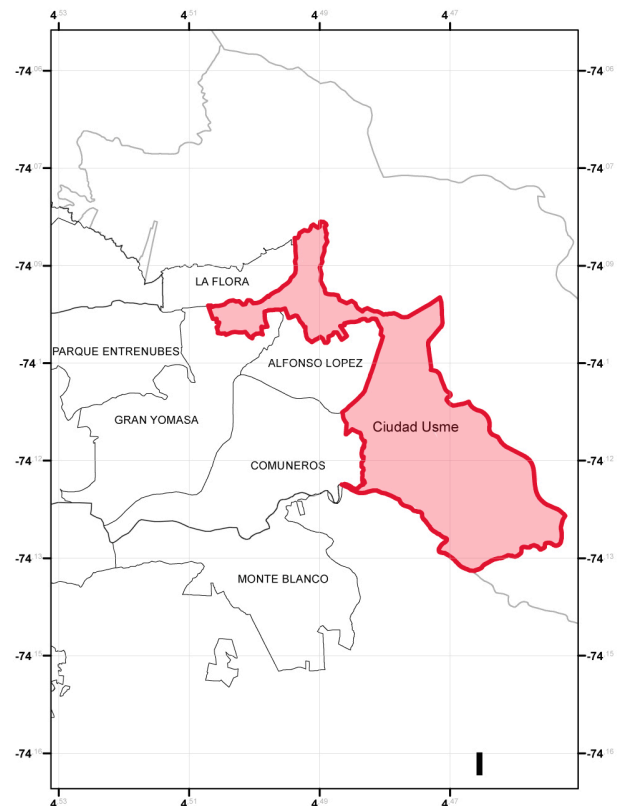 4.53 4.51 4.49 4.47
-74.06 -74.06
-74.07 -74.07
-74.09 -74.09
LA FLORA
PARQUE ENTRENUBES
-74.1 -74.1
ALFONSO LOPEZ
GRAN YOMASA
Ciudad Usme
-74.12 -74.12
COMUNEROS
-74.13 -74.13
MONTE BLANCO
-74.15 -74.15
-74.16 -74.16
4.53 4.51 4.49 4.47